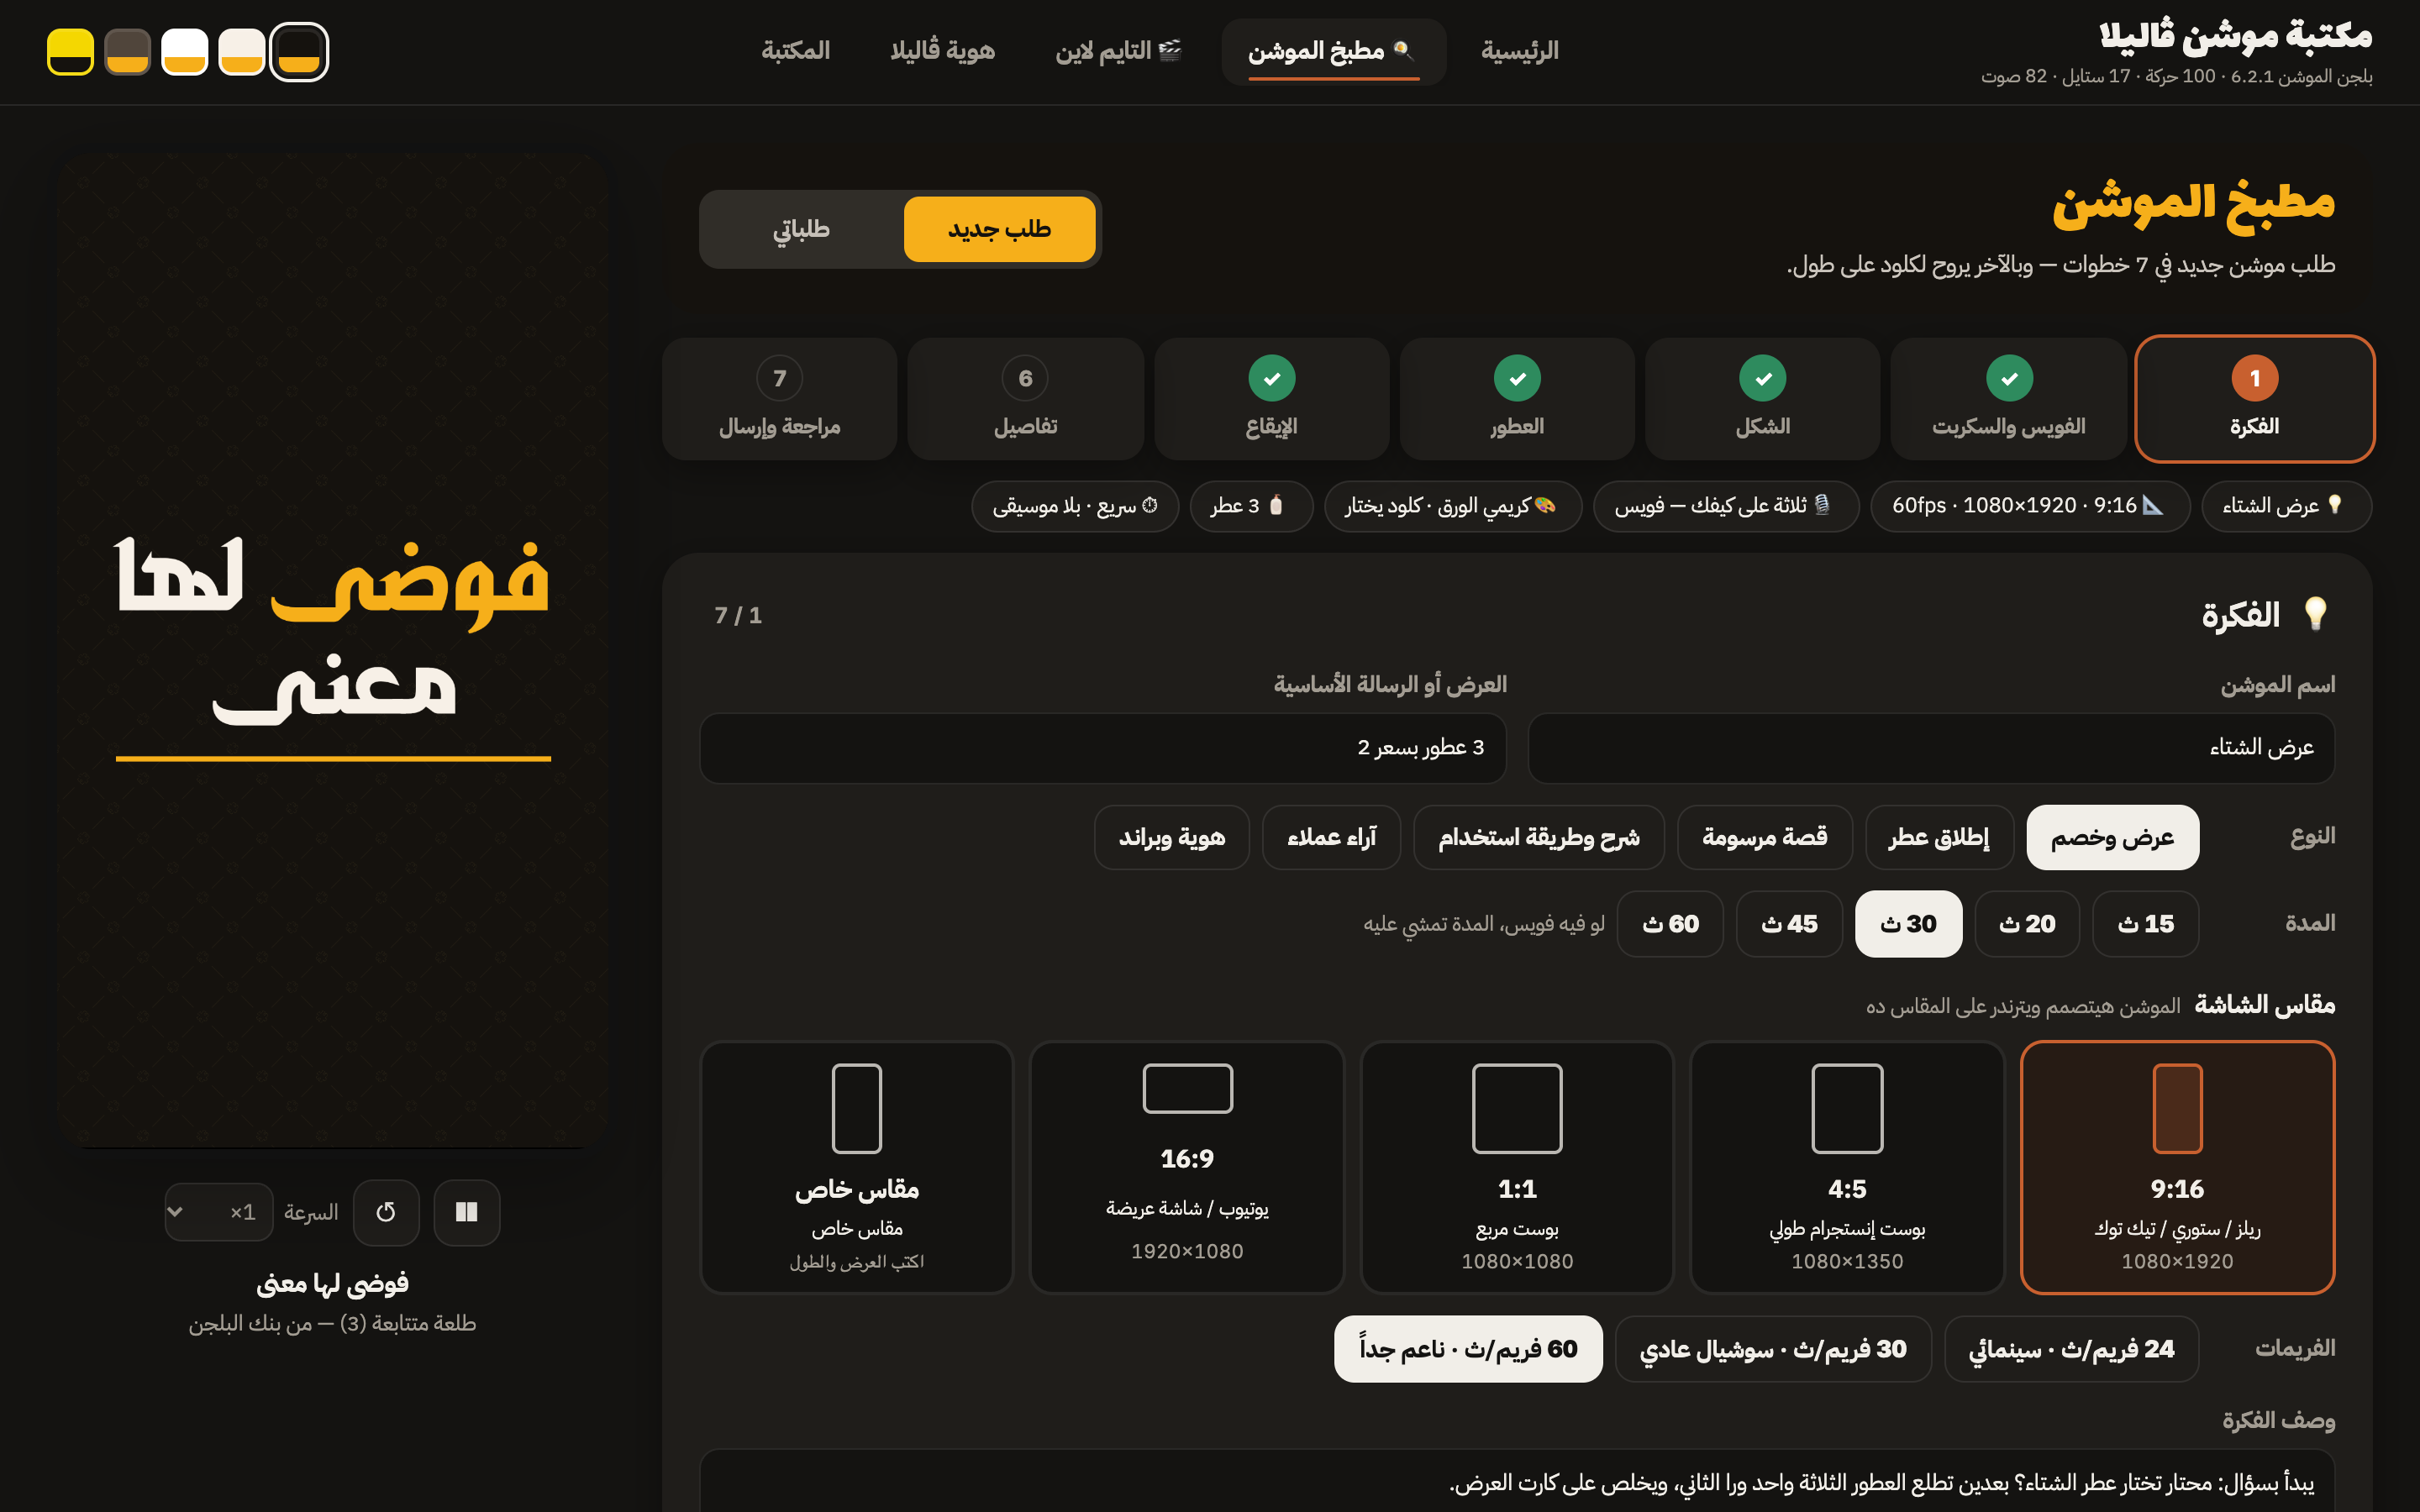 مكتبة موشن ڤاليلا
بلجن الموشن 6.2.1 · 100 حركة · 17 ستايل · 82 صوت
الرئيسية
مطبخ الموشن
التايم لاين
هوية ڤاليلا
المكتبة
مطبخ الموشن
طلب موشن جديد في 7 خطوات — وبالآخر يروح لكلود على طول.
طلب جديد
طلباتي
1
الفكرة
الفويس والسكربت
الشكل
العطور
الإيقاع
6
تفاصيل
7
مراجعة وإرسال
عرض الشتاء
9:16 · 1080×1920 · 60fps
ثلاثة على كيفك — فويس
كريمي الورق · كلود يختار
3 عطر
سريع · بلا موسيقى
الفكرة
1 / 7
اسم الموشن
عرض الشتاء
العرض أو الرسالة الأساسية
3 عطور بسعر 2
النوع
عرض وخصم
إطلاق عطر
قصة مرسومة
شرح وطريقة استخدام
آراء عملاء
هوية وبراند
المدة
15 ث
20 ث
30 ث
45 ث
60 ث
لو فيه فويس، المدة تمشي عليه
مقاس الشاشة
الموشن هيتصمم ويترندر على المقاس ده
9:16
ريلز / ستوري / تيك توك
1080×1920
4:5
بوست إنستجرام طولي
1080×1350
1:1
بوست مربع
1080×1080
16:9
يوتيوب / شاشة عريضة
1920×1080
مقاس خاص
مقاس خاص
اكتب العرض والطول
الفريمات
24 فريم/ث · سينمائي
30 فريم/ث · سوشيال عادي
60 فريم/ث · ناعم جداً
وصف الفكرة
يبدأ بسؤال: محتار تختار عطر الشتاء؟ بعدين تطلع العطور الثلاثة واحد ورا الثاني، ويخلص على كارت العرض.
فوضى لها
معنى
السرعة
1×
فوضى لها معنى
طلعة متتابعة (3) — من بنك البلجن